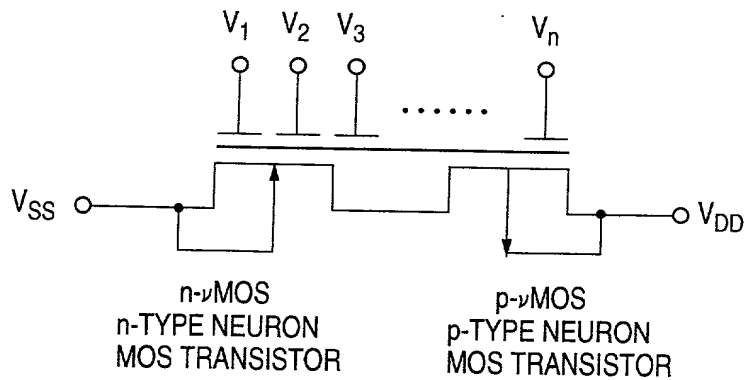 V1 V2 V3 Vn
......
VSS VDD
n-νMOS
n-TYPE NEURON
MOS TRANSISTOR
p-νMOS
p-TYPE NEURON
MOS TRANSISTOR